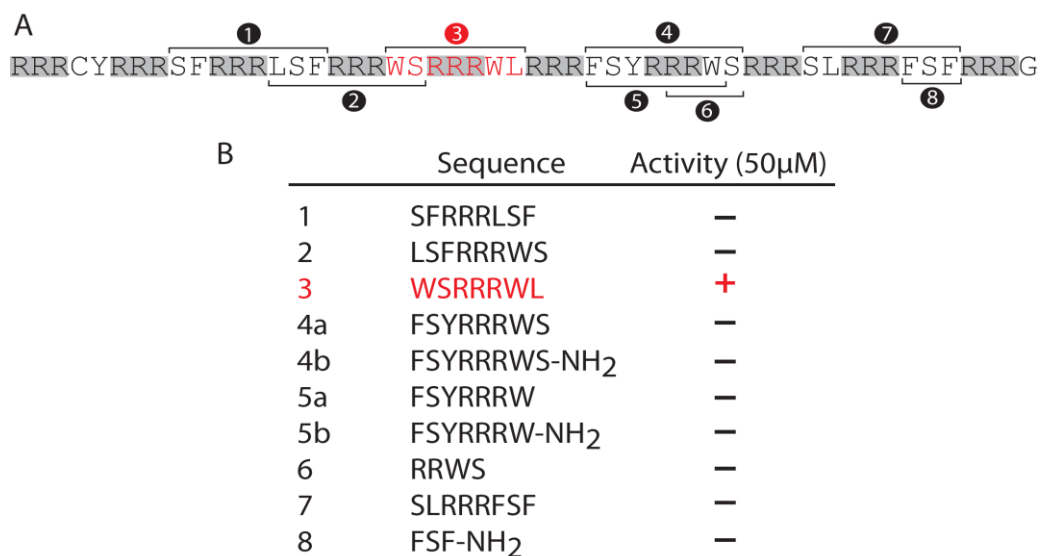 A
1 3 4 7
RRRCYRRRSFRRRLSFRRRWSRRRWLRRRFSYRRRWSRRRSLRRRFSFRRRG
2 5 6 8
B
Sequence Activity (50μM)
1 SFRRRLSF −
2 LSFRRRWS −
3 WSRRRWL +
4a FSYRRRWS −
4b FSYRRRWS-NH2 −
5a FSYRRRW −
5b FSYRRRW-NH2 −
6 RRWS −
7 SLRRRFSF −
8 FSF-NH2 −